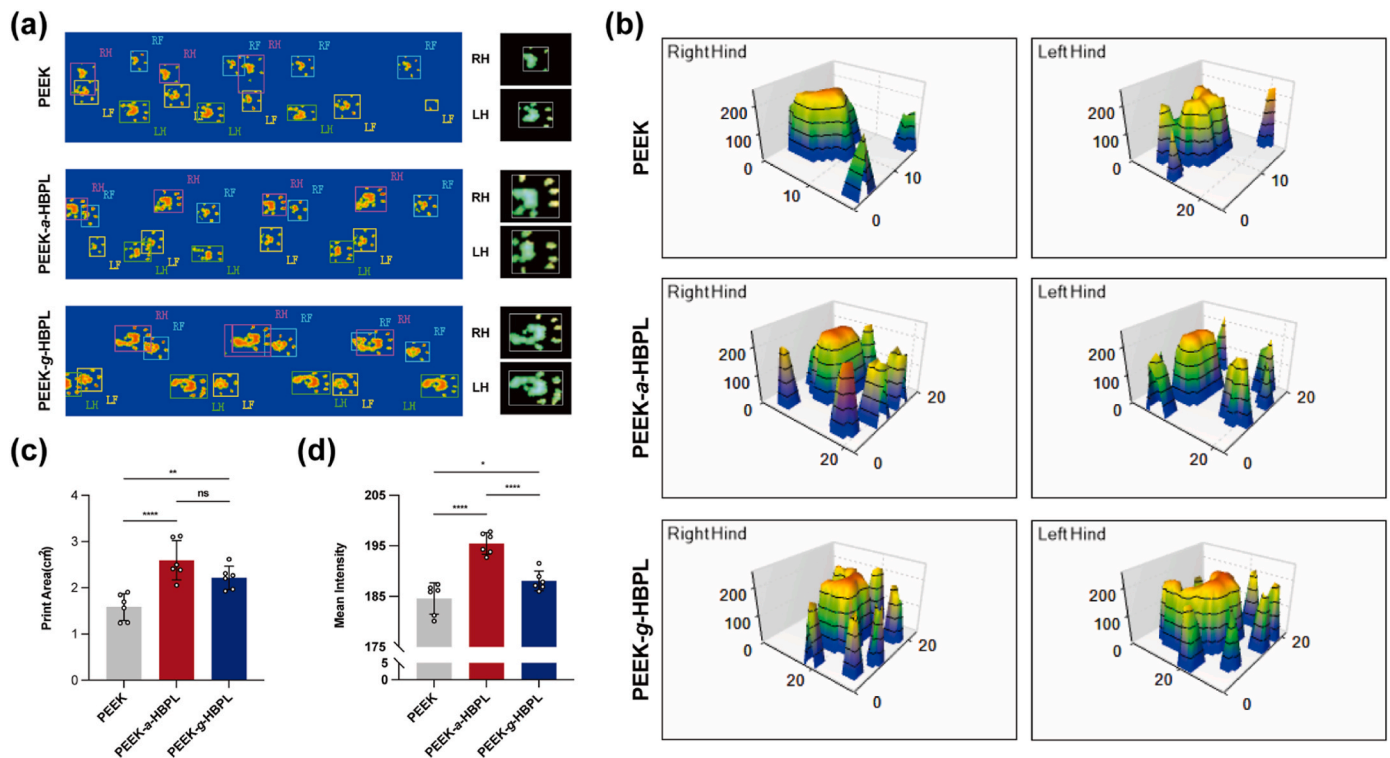 (a)
PEEK
RH RF RH RF RH RF RF
LF LF LF LF
LH LH LH
RH
LH
PEEK-a-HBPL
RH RF RH RH RF RH RF
LF LF LF LF
LH LH LH
RH
LH
PEEK-g-HBPL
RH RF RH RF RH RF
LF LF LF
LH LH LH
RH
LH
(b)
PEEK
Right Hind
200
100
0
10
10
0
Left Hind
200
100
0
20
10
0
PEEK-a-HBPL
Right Hind
200
100
0
20
20
0
Left Hind
200
100
0
20
20
0
PEEK-g-HBPL
Right Hind
200
100
0
20
20
0
Left Hind
200
100
0
20
20
0
(c)
Print Area(cm²)
4
3
2
1
0
**
ns
****
PEEK
PEEK-a-HBPL
PEEK-g-HBPL
(d)
Mean Intensity
205
195
185
175
5
0
*
****
****
PEEK
PEEK-a-HBPL
PEEK-g-HBPL